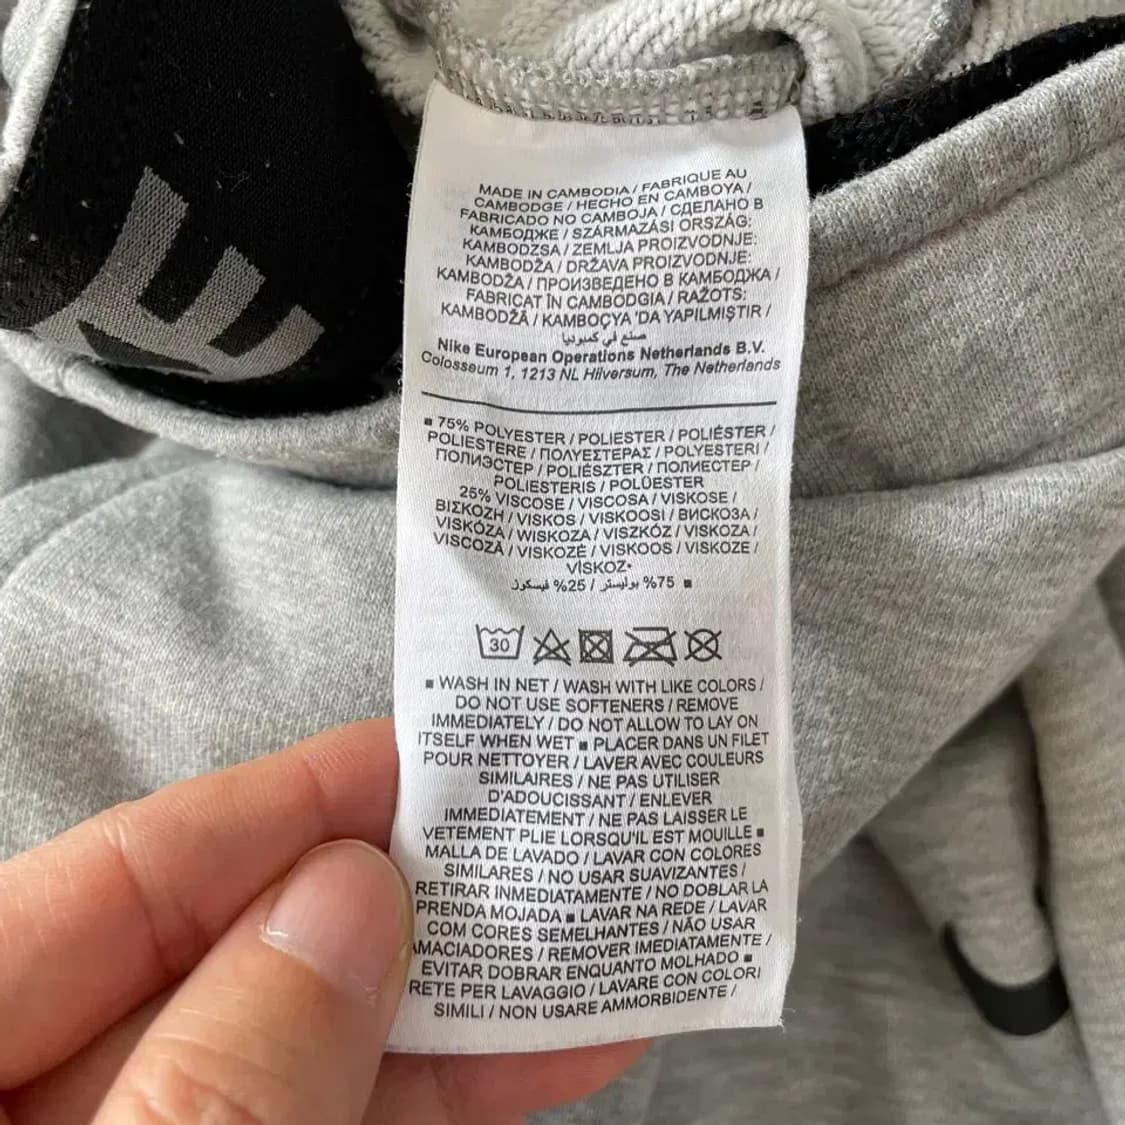 MADE IN CAMBODIA / FABRIQUE AU
CAMBODGE / HECHO EN CAMBOYA /
FABRICADO NO CAMBOJA / СДЕЛАНО В
КАМБОДЖЕ / SZÁRMAZÁSI ORSZÁG:
KAMBODZSA / ZEMLJA PROIZVODNJE:
KAMBODŽA / DRŽAVA PROIZVODNJE:
KAMBODŽA / ПРОИЗВЕДЕНО В КАМБОДЖА /
FABRICAT ÎN CAMBODGIA / RAŽOTS:
KAMBODŽĀ / KAMBOÇYA 'DA YAPILMIŞTIR /
صنع في كمبوديا
Nike European Operations Netherlands B.V.
Colosseum 1, 1213 NL Hilversum, The Netherlands
■ 75% POLYESTER / POLIESTER / POLIÉSTER /
POLIESTERE / ΠΟΛΥΕΣΤΕΡΑΣ / POLYESTERI /
ПОЛИЭСТЕР / POLIÉSZTER / ПОЛИЕСТЕР /
POLIESTERIS / POLÜESTER
25% VISCOSE / VISCOSA / VISKOSE /
ΒΙΣΚΟΖΗ / VISKOS / VISKOOSI / ВИСКОЗА /
VISKÓZA / WISKOZA / VISZKÓZ / VISKOZA /
VISCOZĂ / VISKOZĖ / VISKOOS / VISKOZE /
VİSKOZ•
■ 75% بوليستر / 25% فيسكوز
30
■ WASH IN NET / WASH WITH LIKE COLORS /
DO NOT USE SOFTENERS / REMOVE
IMMEDIATELY / DO NOT ALLOW TO LAY ON
ITSELF WHEN WET ■ PLACER DANS UN FILET
POUR NETTOYER / LAVER AVEC COULEURS
SIMILAIRES / NE PAS UTILISER
D'ADOUCISSANT / ENLEVER
IMMEDIATEMENT / NE PAS LAISSER LE
VETEMENT PLIE LORSQU'IL EST MOUILLE ■
MALLA DE LAVADO / LAVAR CON COLORES
SIMILARES / NO USAR SUAVIZANTES /
RETIRAR INMEDIATAMENTE / NO DOBLAR LA
PRENDA MOJADA ■ LAVAR NA REDE / LAVAR
COM CORES SEMELHANTES / NÃO USAR
AMACIADORES / REMOVER IMEDIATAMENTE /
EVITAR DOBRAR ENQUANTO MOLHADO ■
RETE PER LAVAGGIO / LAVARE CON COLORI
SIMILI / NON USARE AMMORBIDENTE /